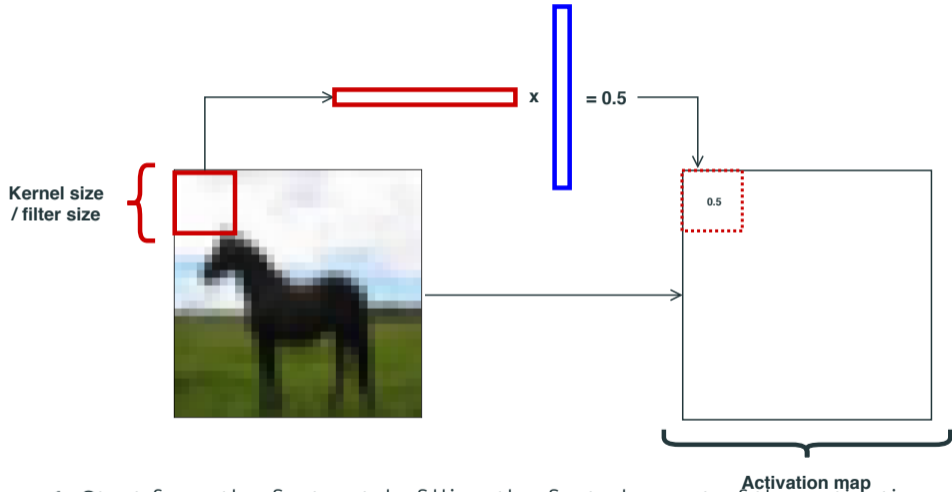 x
= 0.5
Kernel size
/ filter size
0.5
Activation map